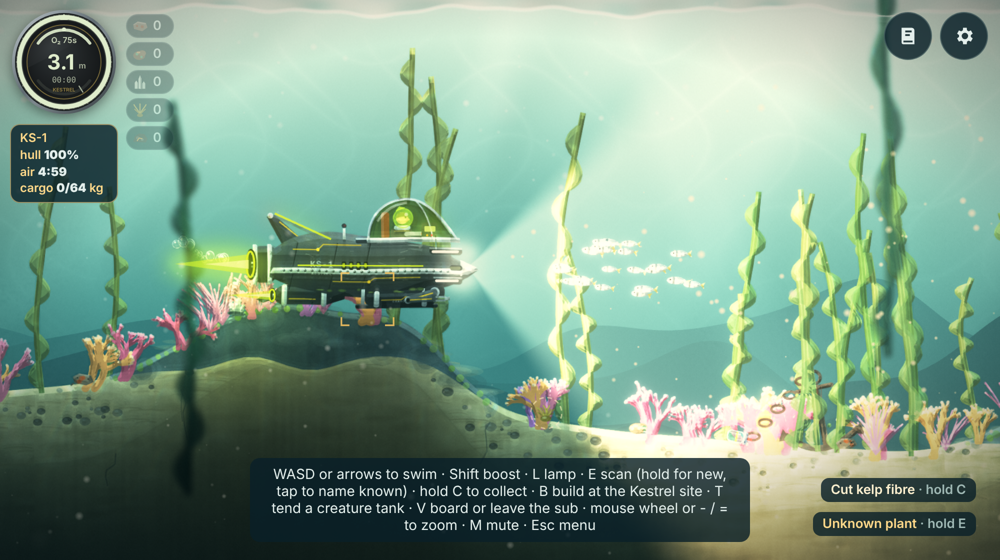 O₂ 75s
3.1 m
00:00
KESTREL
0
0
0
0
0
KS-1
hull 100%
air 4:59
cargo 0/64 kg
KS-1
WASD or arrows to swim · Shift boost · L lamp · E scan (hold for new,
tap to name known) · hold C to collect · B build at the Kestrel site · T
tend a creature tank · V board or leave the sub · mouse wheel or - / =
to zoom · M mute · Esc menu
Cut kelp fibre · hold C
Unknown plant · hold E